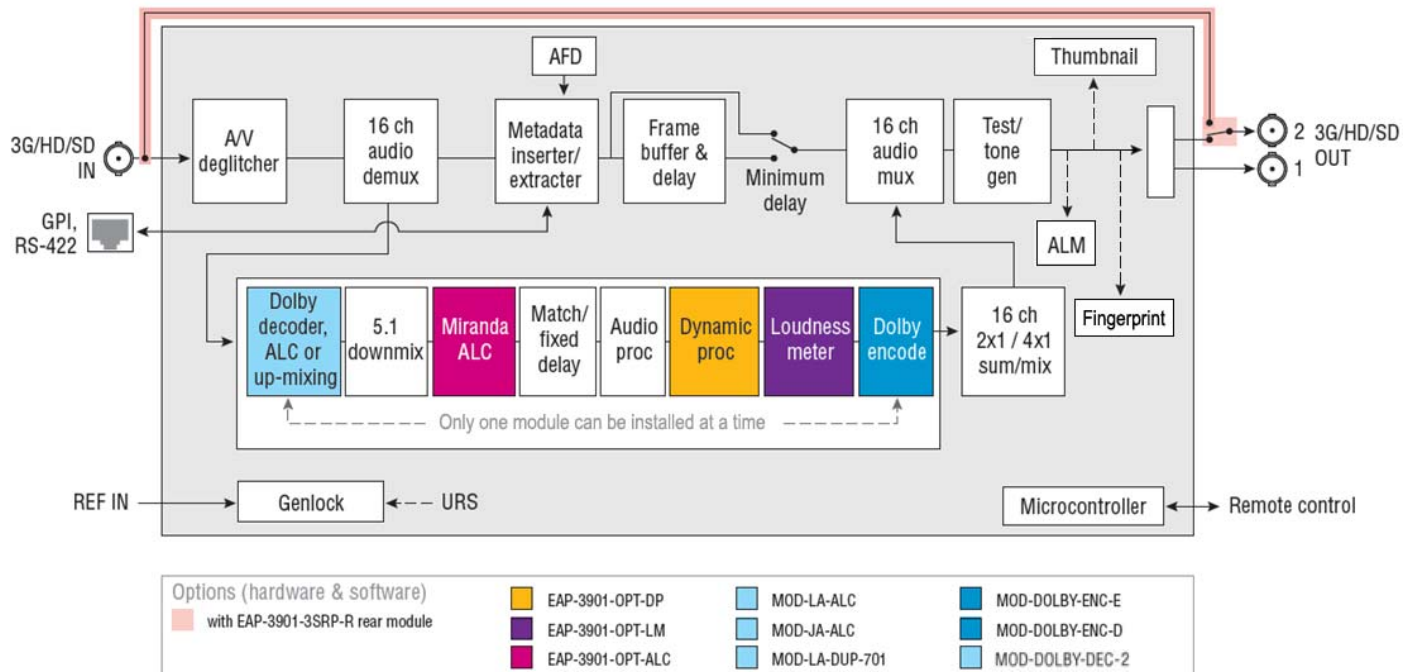 AFD
Thumbnail
3G/HD/SD
IN
A/V
deglitcher
16 ch
audio
demux
Metadata
inserter/
extracter
Frame
buffer &
delay
Minimum
delay
16 ch
audio
mux
Test/
tone
gen
2 3G/HD/SD
OUT
1
GPI,
RS-422
ALM
Fingerprint
Dolby
decoder,
ALC or
up-mixing
5.1
downmix
Miranda
ALC
Match/
fixed
delay
Audio
proc
Dynamic
proc
Loudness
meter
Dolby
encode
16 ch
2x1 / 4x1
sum/mix
Only one module can be installed at a time
REF IN
Genlock
URS
Microcontroller
Remote control
Options (hardware & software)
with EAP-3901-3SRP-R rear module
EAP-3901-OPT-DP
EAP-3901-OPT-LM
EAP-3901-OPT-ALC
MOD-LA-ALC
MOD-JA-ALC
MOD-LA-DUP-701
MOD-DOLBY-ENC-E
MOD-DOLBY-ENC-D
MOD-DOLBY-DEC-2